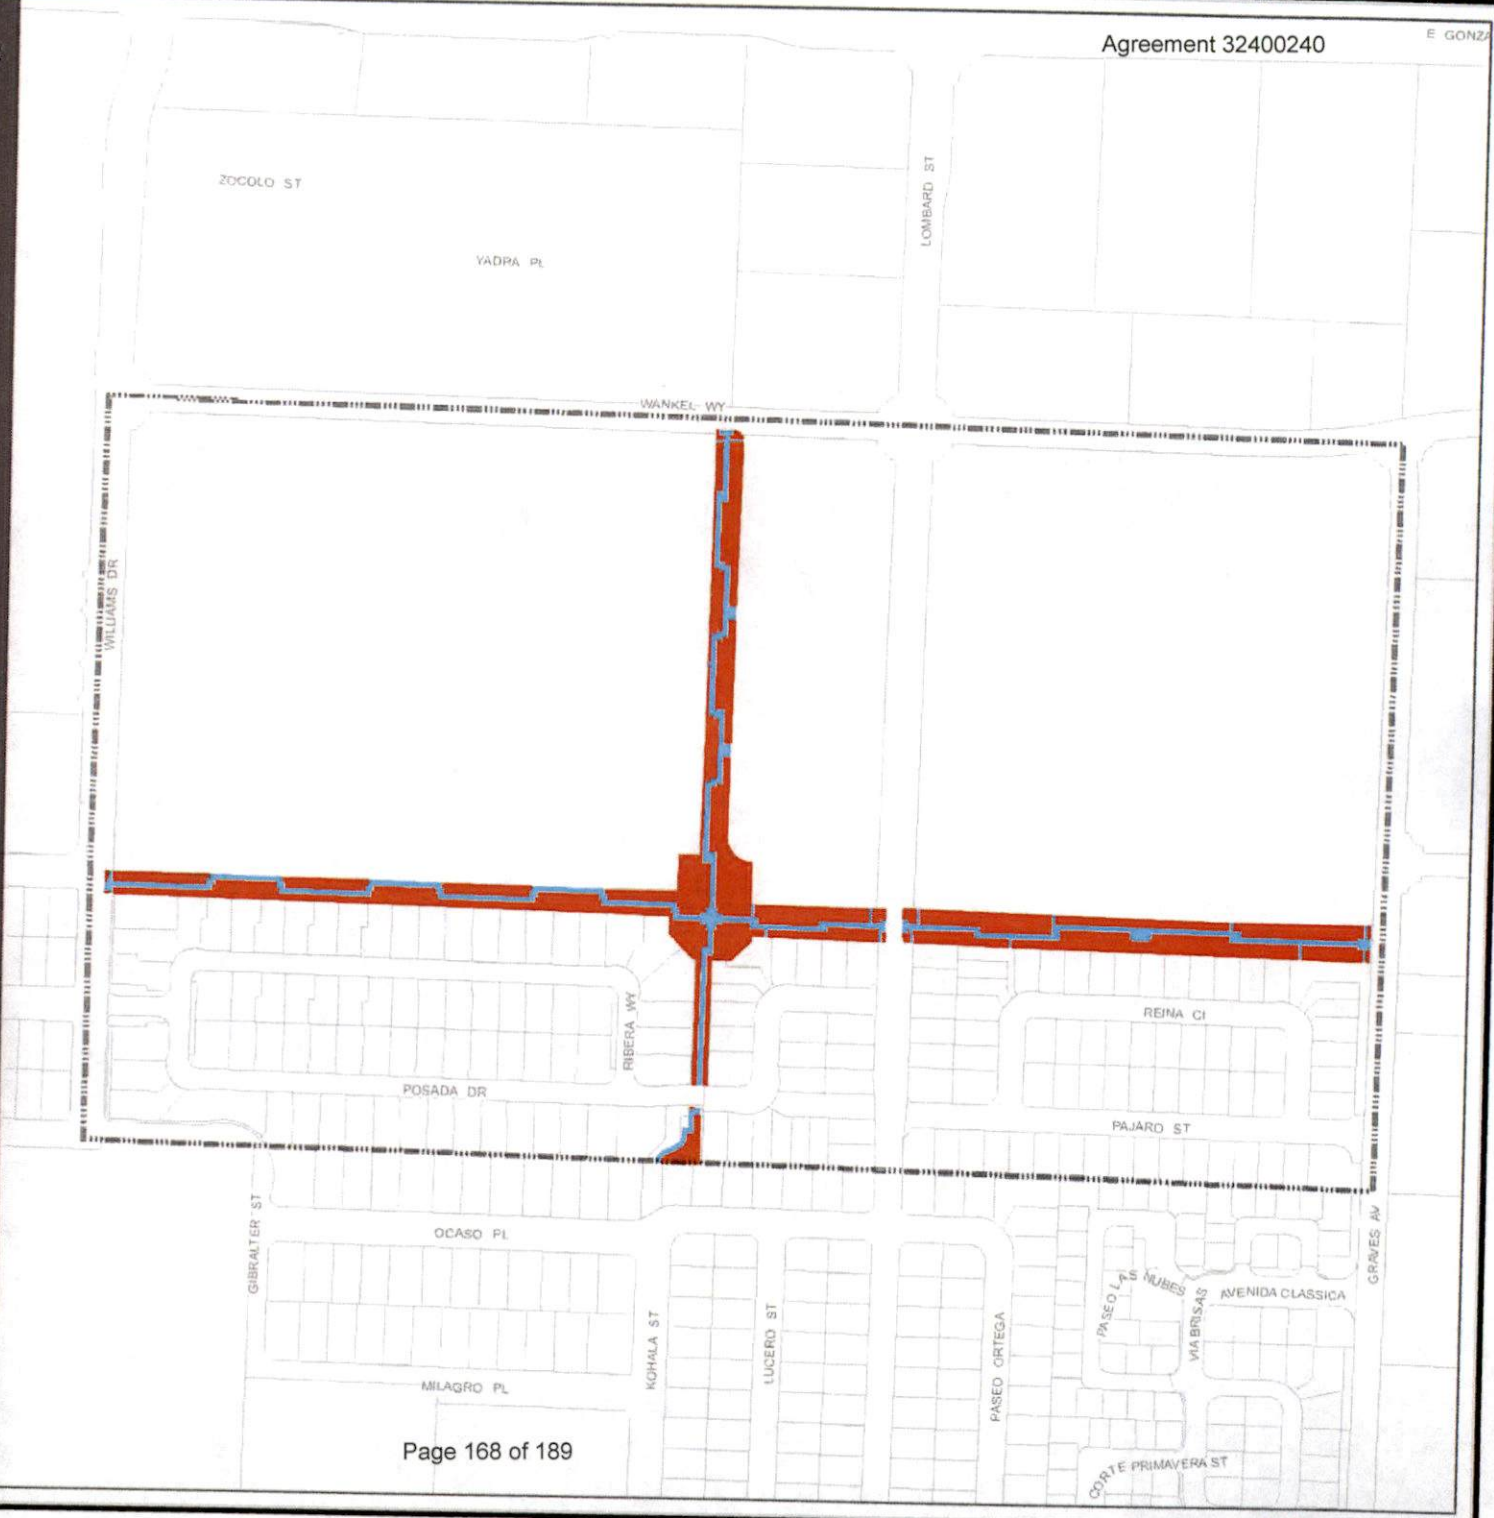 Agreement 32400240
E GONZA
ZOCOLO ST
YADRA PL
LOMBARD ST
WANKEL WY
WILLIAMS DR
RIBERA WY
REINA CI
POSADA DR
PAJARO ST
GIBRALTER ST
OCASO PL
GRAVES AV
PASEO LAS NUBES
AVENIDA CLASSICA
VIA BRISAS
KOHALA ST
LUCERO ST
PASEO ORTEGA
MILAGRO PL
CORTE PRIMAVERA ST
Page 168 of 189